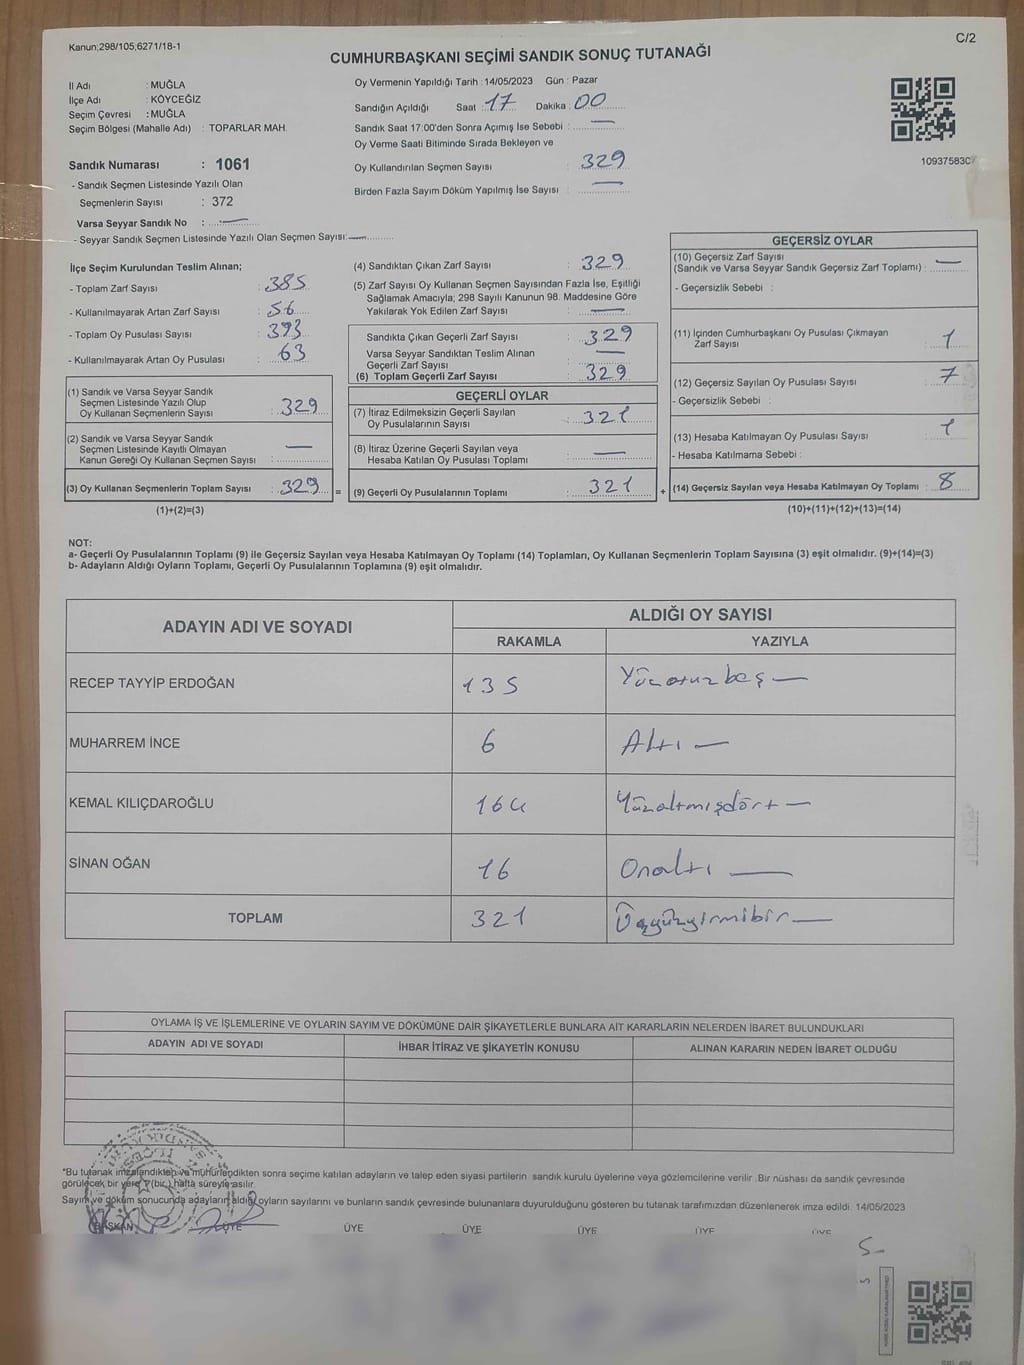 Kanun;298/105;6271/18-1
C/2
CUMHURBAŞKANI SEÇİMİ SANDIK SONUÇ TUTANAĞI
İl Adı : MUĞLA
İlçe Adı : KÖYCEĞİZ
Seçim Çevresi : MUĞLA
Seçim Bölgesi (Mahalle Adı) : TOPARLAR MAH.
Sandık Numarası : 1061
- Sandık Seçmen Listesinde Yazılı Olan
Seçmenlerin Sayısı : 372
Varsa Seyyar Sandık No : —
- Seyyar Sandık Seçmen Listesinde Yazılı Olan Seçmen Sayısı: —
Oy Vermenin Yapıldığı Tarih : 14/05/2023 Gün : Pazar
Sandığın Açıldığı Saat : 17 Dakika : 00
Sandık Saat 17:00'den Sonra Açımış İse Sebebi : —
Oy Verme Saati Bitiminde Sırada Bekleyen ve
Oy Kullandırılan Seçmen Sayısı : 329
Birden Fazla Sayım Döküm Yapılmış İse Sayısı : —
10937583C
İlçe Seçim Kurulundan Teslim Alınan;
- Toplam Zarf Sayısı : 385
- Kullanılmayarak Artan Zarf Sayısı : 56
- Toplam Oy Pusulası Sayısı : 393
- Kullanılmayarak Artan Oy Pusulası : 63
(1) Sandık ve Varsa Seyyar Sandık
Seçmen Listesinde Yazılı Olup
Oy Kullanan Seçmenlerin Sayısı : 329
(2) Sandık ve Varsa Seyyar Sandık
Seçmen Listesinde Kayıtlı Olmayan
Kanun Gereği Oy Kullanan Seçmen Sayısı : —
(3) Oy Kullanan Seçmenlerin Toplam Sayısı : 329 =
(1)+(2)=(3)
(4) Sandıktan Çıkan Zarf Sayısı : 329
(5) Zarf Sayısı Oy Kullanan Seçmen Sayısından Fazla İse, Eşitliği
Sağlamak Amacıyla; 298 Sayılı Kanunun 98. Maddesine Göre
Yakılarak Yok Edilen Zarf Sayısı : —
Sandıkta Çıkan Geçerli Zarf Sayısı : 329
Varsa Seyyar Sandıktan Teslim Alınan
Geçerli Zarf Sayısı : —
(6) Toplam Geçerli Zarf Sayısı : 329
GEÇERLİ OYLAR
(7) İtiraz Edilmeksizin Geçerli Sayılan
Oy Pusulalarının Sayısı : 321
(8) İtiraz Üzerine Geçerli Sayılan veya
Hesaba Katılan Oy Pusulası Toplamı : —
(9) Geçerli Oy Pusulalarının Toplamı : 321 +
GEÇERSİZ OYLAR
(10) Geçersiz Zarf Sayısı
(Sandık ve Varsa Seyyar Sandık Geçersiz Zarf Toplamı) : —
- Geçersizlik Sebebi :
(11) İçinden Cumhurbaşkanı Oy Pusulası Çıkmayan
Zarf Sayısı : 1
(12) Geçersiz Sayılan Oy Pusulası Sayısı : 7
- Geçersizlik Sebebi :
(13) Hesaba Katılmayan Oy Pusulası Sayısı : 1
- Hesaba Katılmama Sebebi :
(14) Geçersiz Sayılan veya Hesaba Katılmayan Oy Toplamı : 8
(10)+(11)+(12)+(13)=(14)
NOT:
a- Geçerli Oy Pusulalarının Toplamı (9) ile Geçersiz Sayılan veya Hesaba Katılmayan Oy Toplamı (14) Toplamları, Oy Kullanan Seçmenlerin Toplam Sayısına (3) eşit olmalıdır. (9)+(14)=(3)
b- Adayların Aldığı Oyların Toplamı, Geçerli Oy Pusulalarının Toplamına (9) eşit olmalıdır.
ADAYIN ADI VE SOYADI
ALDIĞI OY SAYISI
RAKAMLA YAZIYLA
RECEP TAYYİP ERDOĞAN 135 Yüzotuzbeş —
MUHARREM İNCE 6 Altı —
KEMAL KILIÇDAROĞLU 164 Yüzaltmışdört —
SİNAN OĞAN 16 Onaltı —
TOPLAM 321 Üçyüzyirmibir —
OYLAMA İŞ VE İŞLEMLERİNE VE OYLARIN SAYIM VE DÖKÜMÜNE DAİR ŞİKAYETLERLE BUNLARA AİT KARARLARIN NELERDEN İBARET BULUNDUKLARI
ADAYIN ADI VE SOYADI İHBAR İTİRAZ VE ŞİKAYETİN KONUSU ALINAN KARARIN NEDEN İBARET OLDUĞU
*Bu tutanak imzalandıktan ve mühürlendikten sonra seçime katılan adayların ve talep eden siyasi partilerin sandık kurulu üyelerine veya gözlemcilerine verilir. Bir nüshası da sandık çevresinde
görülecek bir yere 7(bir) hafta süreyle asılır.
Sayım ve döküm sonucunda adayların aldığı oyların sayılarını ve bunların sandık çevresinde bulunanlara duyurulduğunu gösteren bu tutanak tarafımızdan düzenlenerek imza edildi. 14/05/2023
BAŞKAN ÜYE ÜYE ÜYE ÜYE ÜYE ÜYE